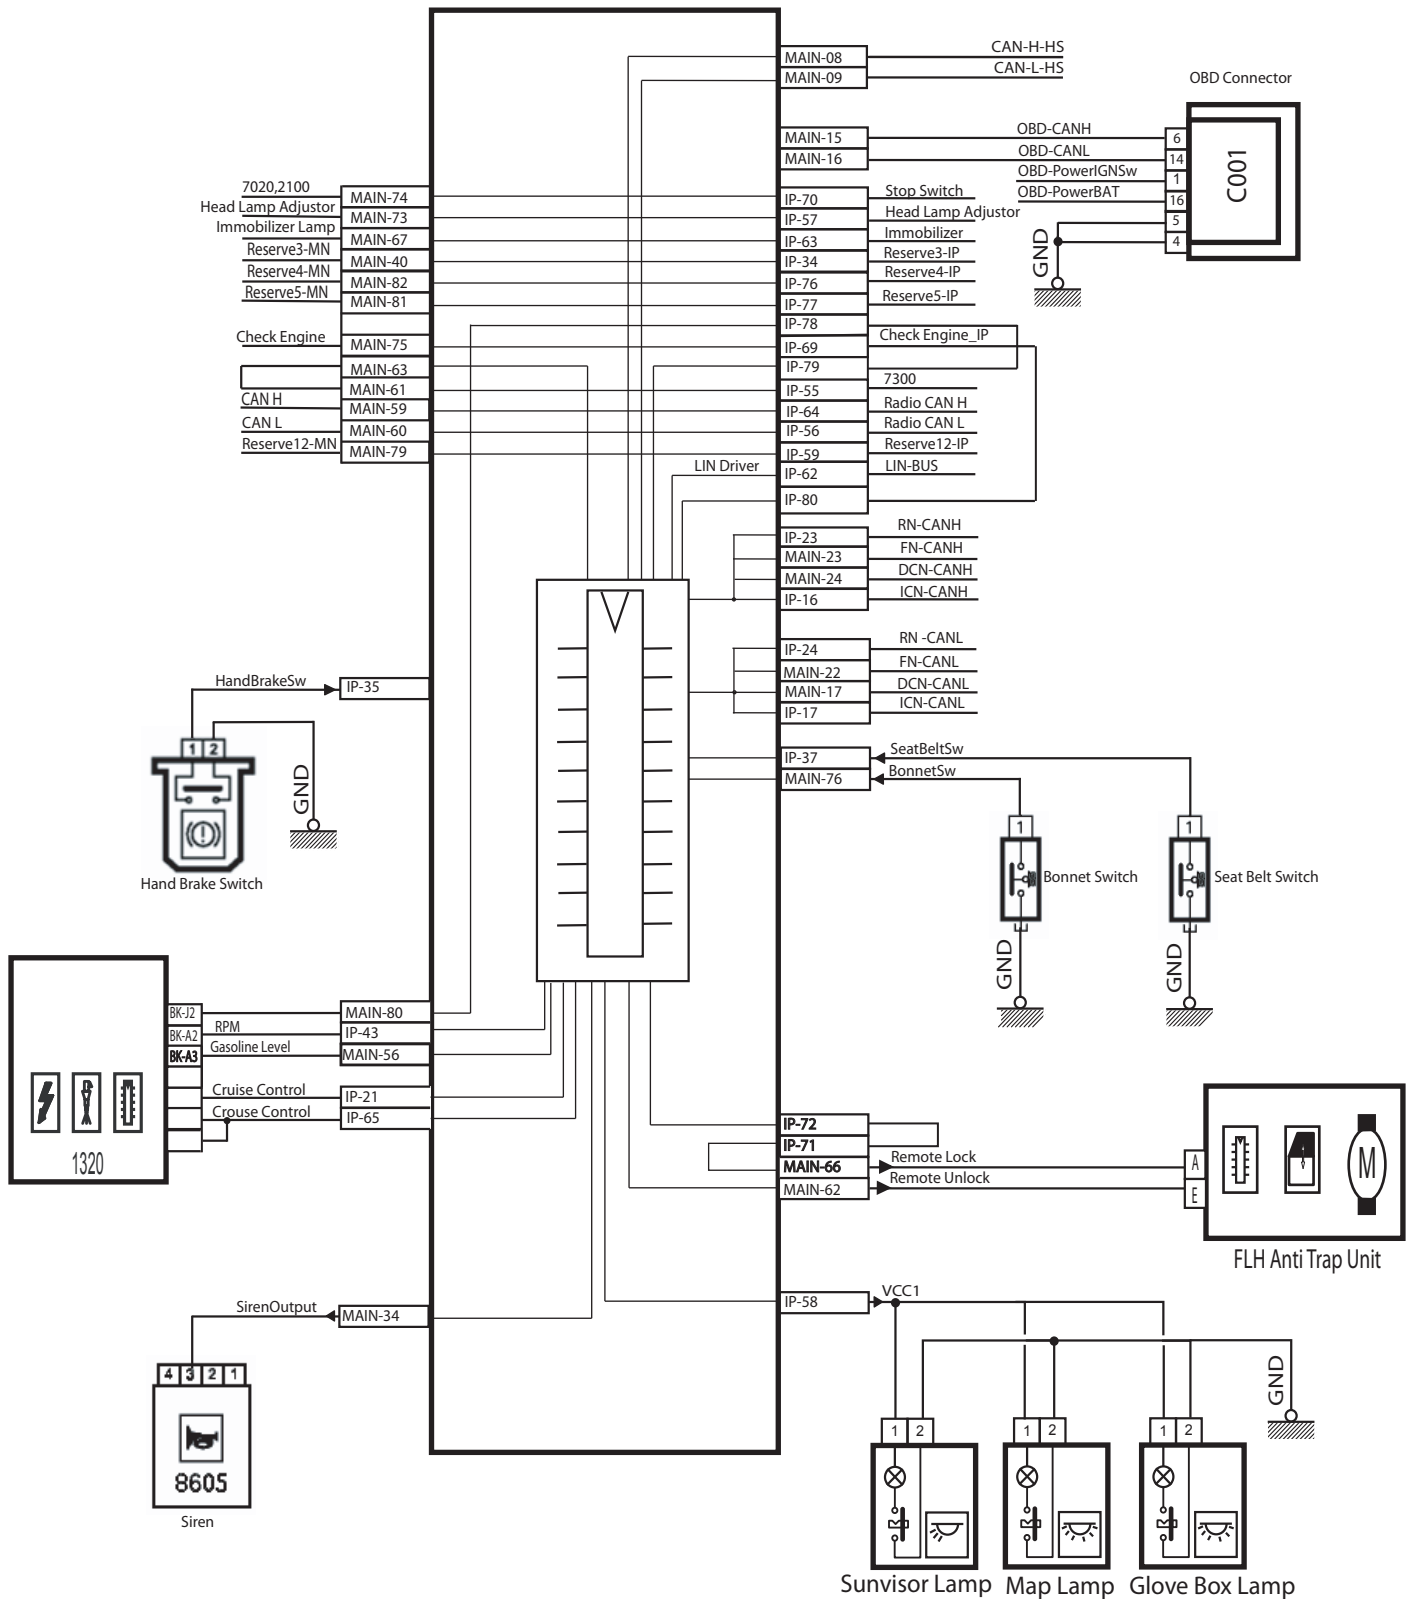 CAN-H-HS
MAIN-08
CAN-L-HS
MAIN-09
OBD Connector
MAIN-15
OBD-CANH
6
MAIN-16
OBD-CANL
14
OBD-PowerIGNSw
1
OBD-PowerBAT
16
5
4
C001
GND
7020,2100
MAIN-74
Head Lamp Adjustor
MAIN-73
Immobilizer Lamp
MAIN-67
Reserve3-MN
MAIN-40
Reserve4-MN
MAIN-82
Reserve5-MN
MAIN-81
Check Engine
MAIN-75
MAIN-63
MAIN-61
CAN H
MAIN-59
CAN L
MAIN-60
Reserve12-MN
MAIN-79
IP-70
Stop Switch
IP-57
Head Lamp Adjustor
IP-63
Immobilizer
IP-34
Reserve3-IP
IP-76
Reserve4-IP
IP-77
Reserve5-IP
IP-78
IP-69
Check Engine_IP
IP-79
IP-55
7300
IP-64
Radio CAN H
IP-56
Radio CAN L
IP-59
Reserve12-IP
LIN Driver
IP-62
LIN-BUS
IP-80
IP-23
RN-CANH
MAIN-23
FN-CANH
MAIN-24
DCN-CANH
IP-16
ICN-CANH
IP-24
RN -CANL
MAIN-22
FN-CANL
MAIN-17
DCN-CANL
IP-17
ICN-CANL
HandBrakeSw
IP-35
1 2
GND
Hand Brake Switch
IP-37
SeatBeltSw
MAIN-76
BonnetSw
1
Bonnet Switch
GND
1
Seat Belt Switch
GND
BK-J2
MAIN-80
BK-A2
RPM
IP-43
BK-A3
Gasoline Level
MAIN-56
Cruise Control
IP-21
Crouse Control
IP-65
1320
IP-72
IP-71
MAIN-66
Remote Lock
A
MAIN-62
Remote Unlock
E
M
FLH Anti Trap Unit
SirenOutput
MAIN-34
4 3 2 1
8605
Siren
IP-58
VCC1
GND
1 2
1 2
1 2
Sunvisor Lamp
Map Lamp
Glove Box Lamp